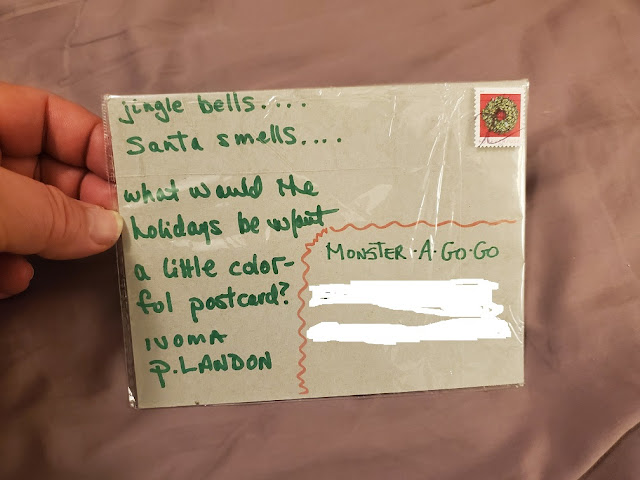 jingle bells....
Santa smells....
what would the
holidays be w/out
a little color-
ful postcard?
IVOMA
P. LANDON
MONSTER·A·GO·GO